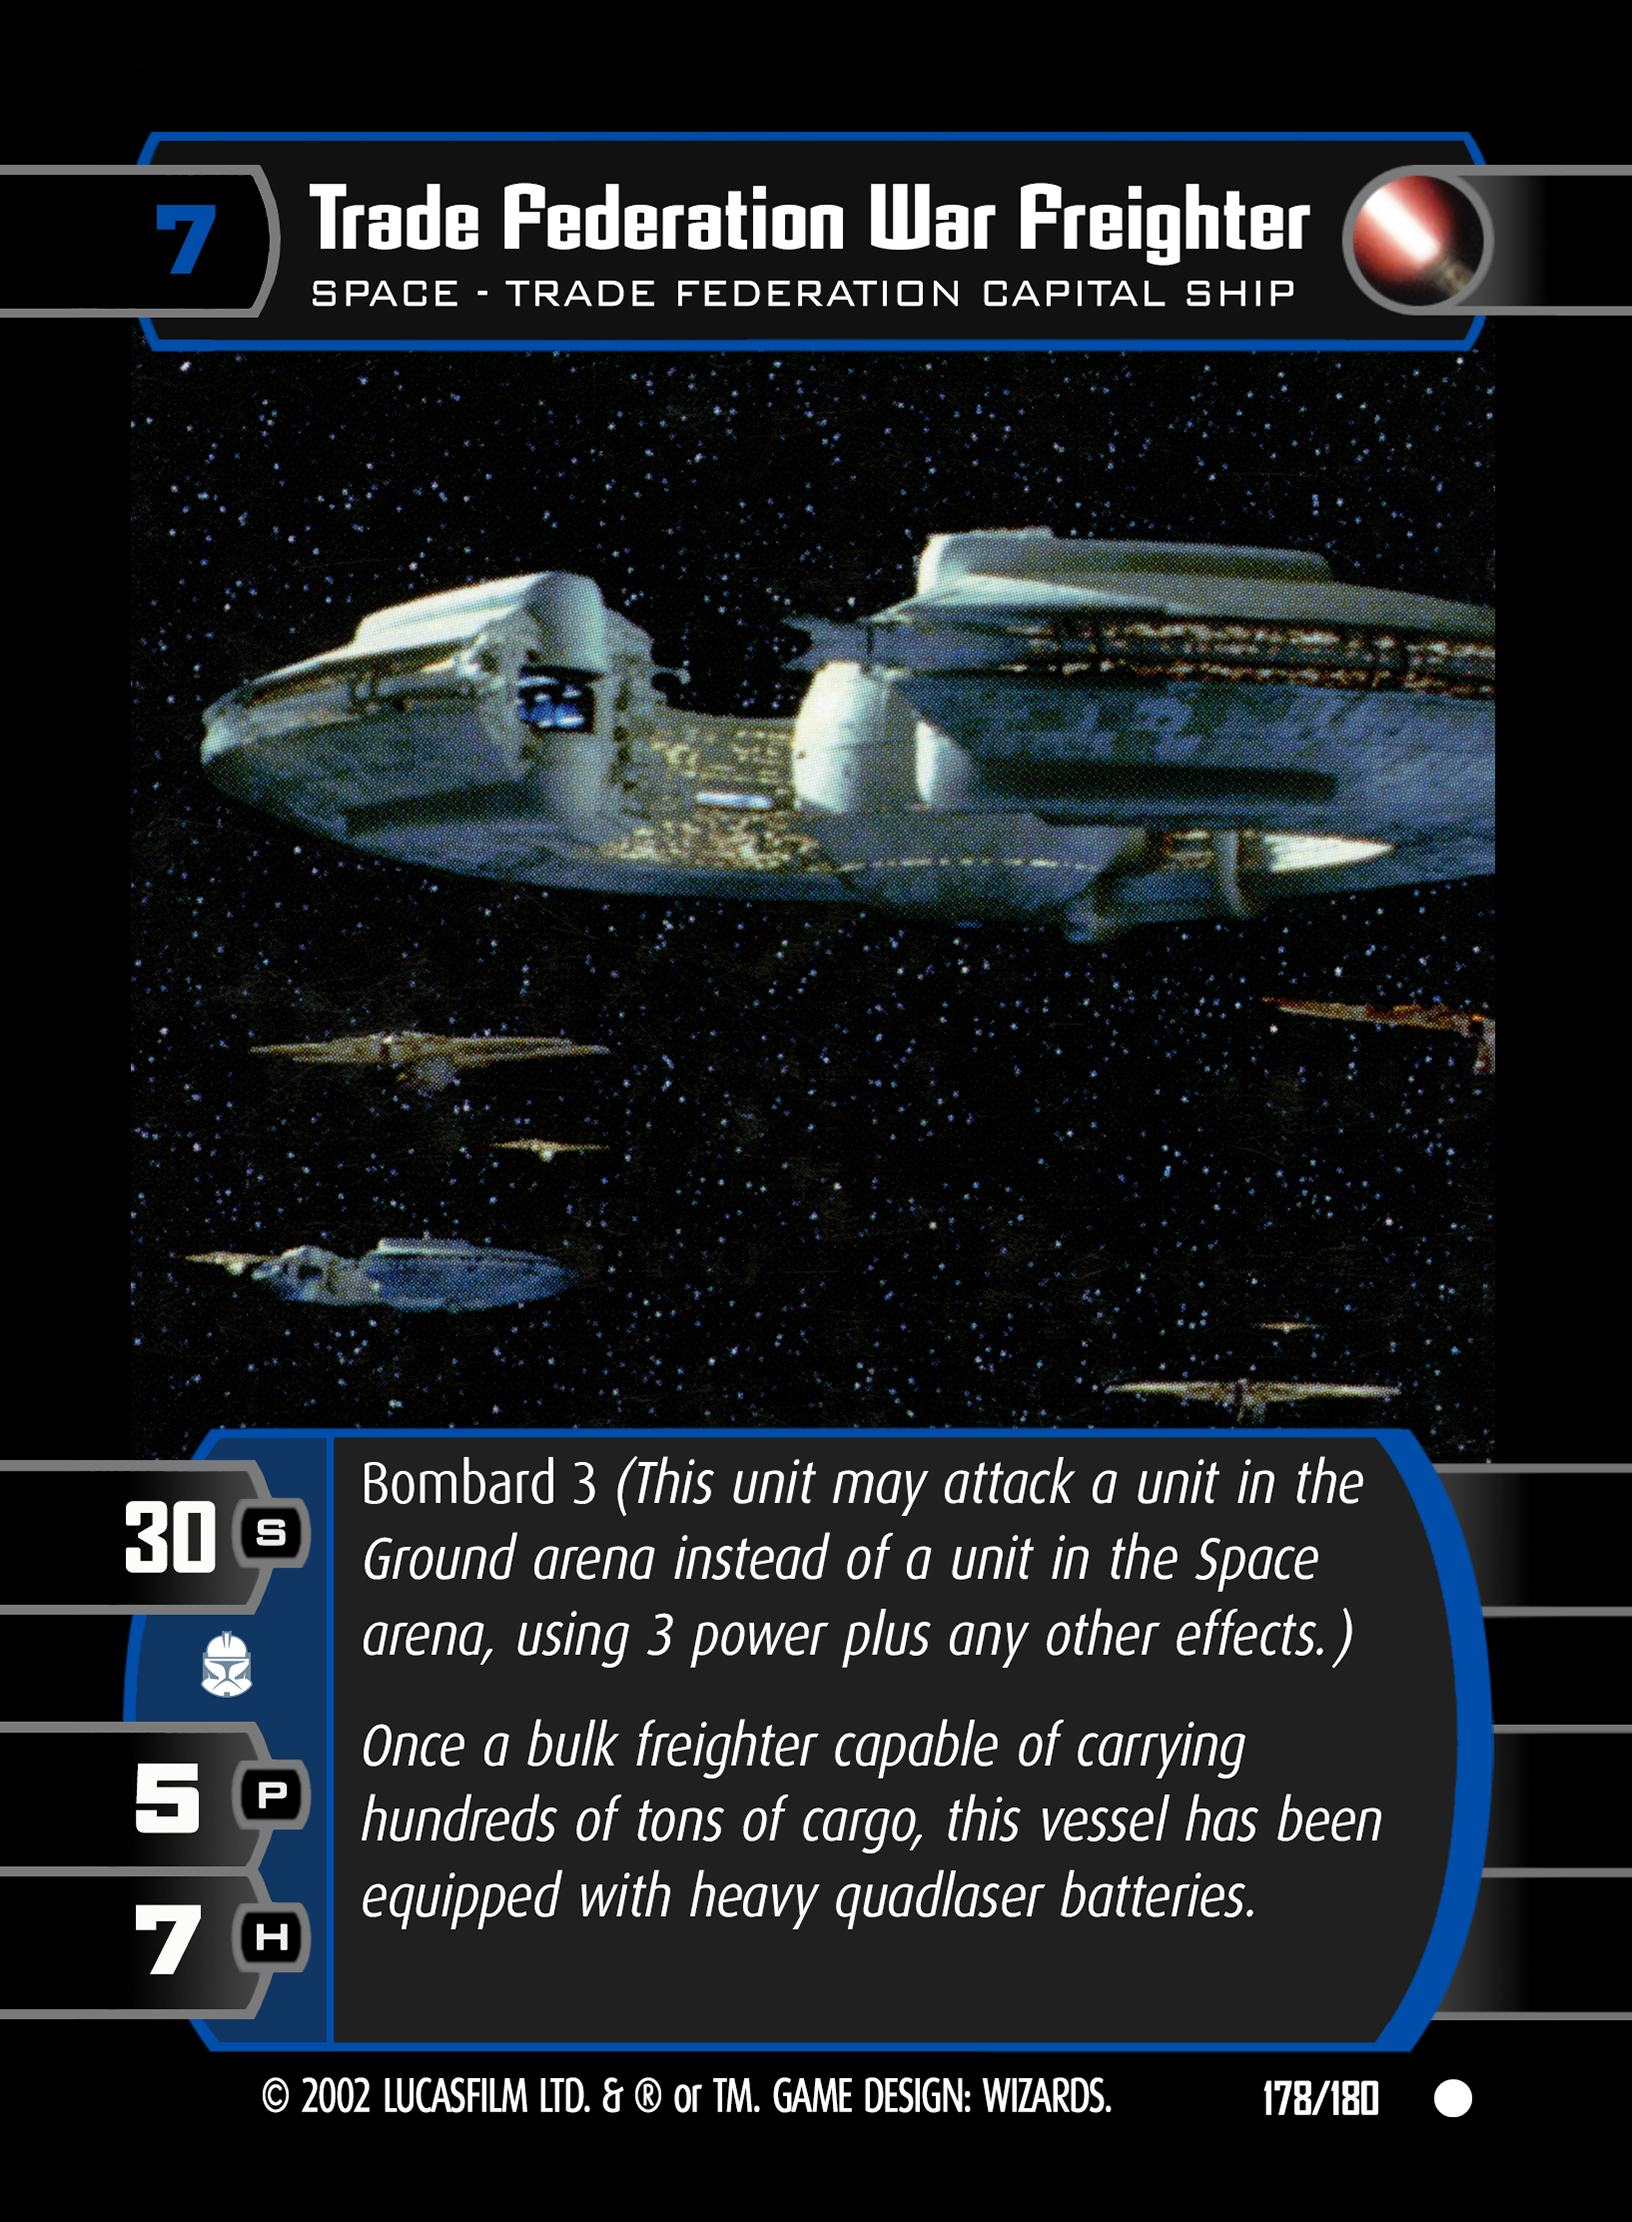 7
Trade Federation War Freighter
SPACE - TRADE FEDERATION CAPITAL SHIP
30 S
5 P
7 H
Bombard 3 (This unit may attack a unit in the
Ground arena instead of a unit in the Space
arena, using 3 power plus any other effects.)
Once a bulk freighter capable of carrying
hundreds of tons of cargo, this vessel has been
equipped with heavy quadlaser batteries.
© 2002 LUCASFILM LTD. & ® or TM. GAME DESIGN: WIZARDS.
178/180